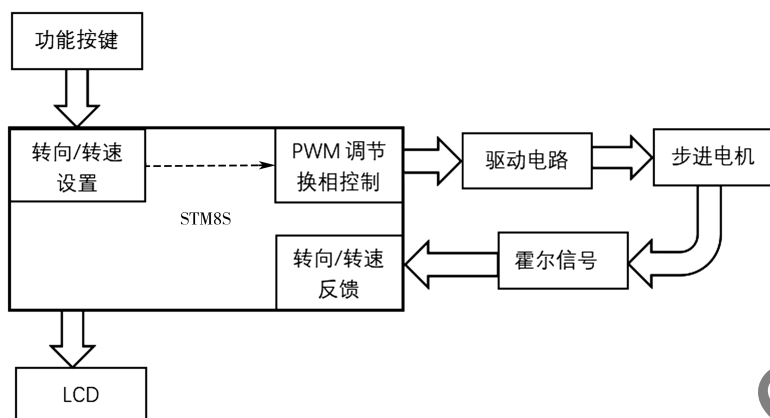 功能按键
转向/转速
设置
PWM 调节
换相控制
驱动电路
步进电机
STM8S
转向/转速
反馈
霍尔信号
LCD